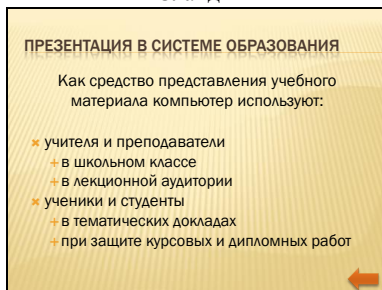 ПРЕЗЕНТАЦИЯ В СИСТЕМЕ ОБРАЗОВАНИЯ
Как средство представления учебного
материала компьютер используют:
учителя и преподаватели
в школьном классе
в лекционной аудитории
ученики и студенты
в тематических докладах
при защите курсовых и дипломных работ